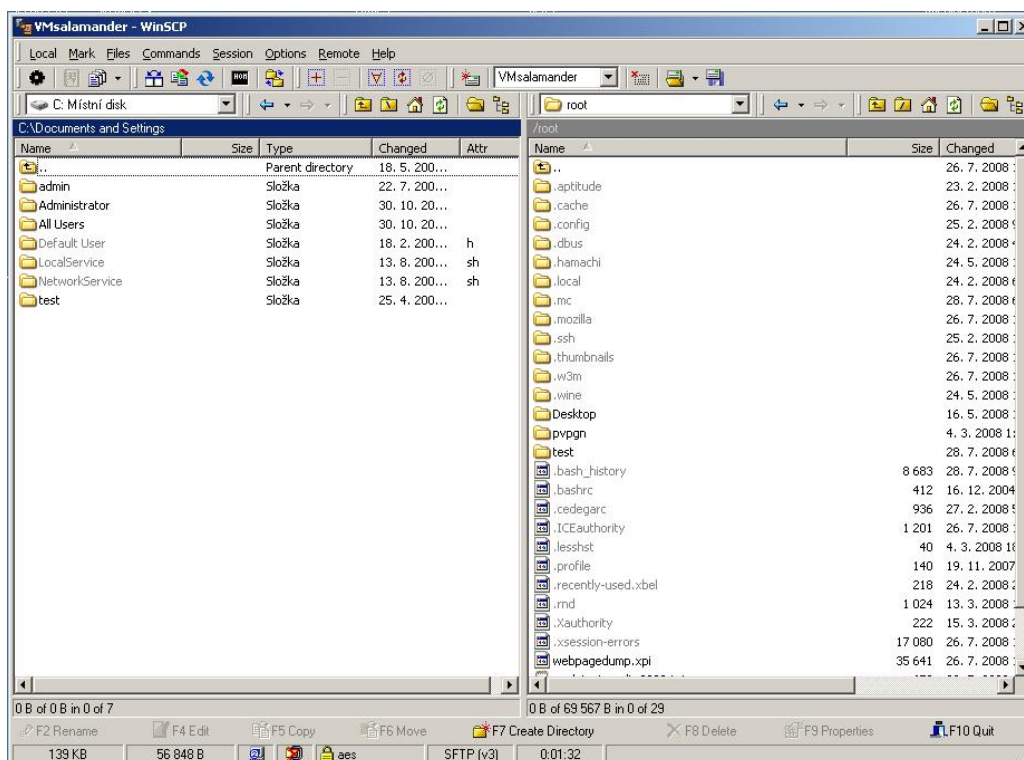 VMsalamander - WinSCP
Local Mark Files Commands Session Options Remote Help
VMsalamander
C: Místní disk
root
C:\Documents and Settings
/root
Name Size Type Changed Attr
Name Size Changed
.. Parent directory 18. 5. 200...
admin Složka 22. 7. 200...
Administrator Složka 30. 10. 20...
All Users Složka 30. 10. 20...
Default User Složka 18. 2. 200... h
LocalService Složka 13. 8. 200... sh
NetworkService Složka 13. 8. 200... sh
test Složka 25. 4. 200...
.. 26. 7. 2008
.aptitude 23. 2. 2008
.cache 26. 7. 2008
.config 25. 2. 2008
.dbus 24. 2. 2008
.hamachi 24. 5. 2008
.local 24. 2. 2008
.mc 28. 7. 2008
.mozilla 26. 7. 2008
.ssh 25. 2. 2008
.thumbnails 26. 7. 2008
.w3m 26. 7. 2008
.wine 24. 5. 2008
Desktop 16. 5. 2008
pvpgn 4. 3. 2008
test 28. 7. 2008
.bash_history 8 683 28. 7. 2008
.bashrc 412 16. 12. 2004
.cedegarc 936 27. 2. 2008
.ICEauthority 1 201 26. 7. 2008
.lesshst 40 4. 3. 2008
.profile 140 19. 11. 2007
.recently-used.xbel 218 24. 2. 2008
.rnd 1 024 13. 3. 2008
.Xauthority 222 15. 3. 2008
.xsession-errors 17 080 26. 7. 2008
webpagedump.xpi 35 641 26. 7. 2008
0 B of 0 B in 0 of 7
0 B of 69 567 B in 0 of 29
F2 Rename F4 Edit F5 Copy F6 Move F7 Create Directory F8 Delete F9 Properties F10 Quit
139 KB 56 848 B aes SFTP (v3) 0:01:32